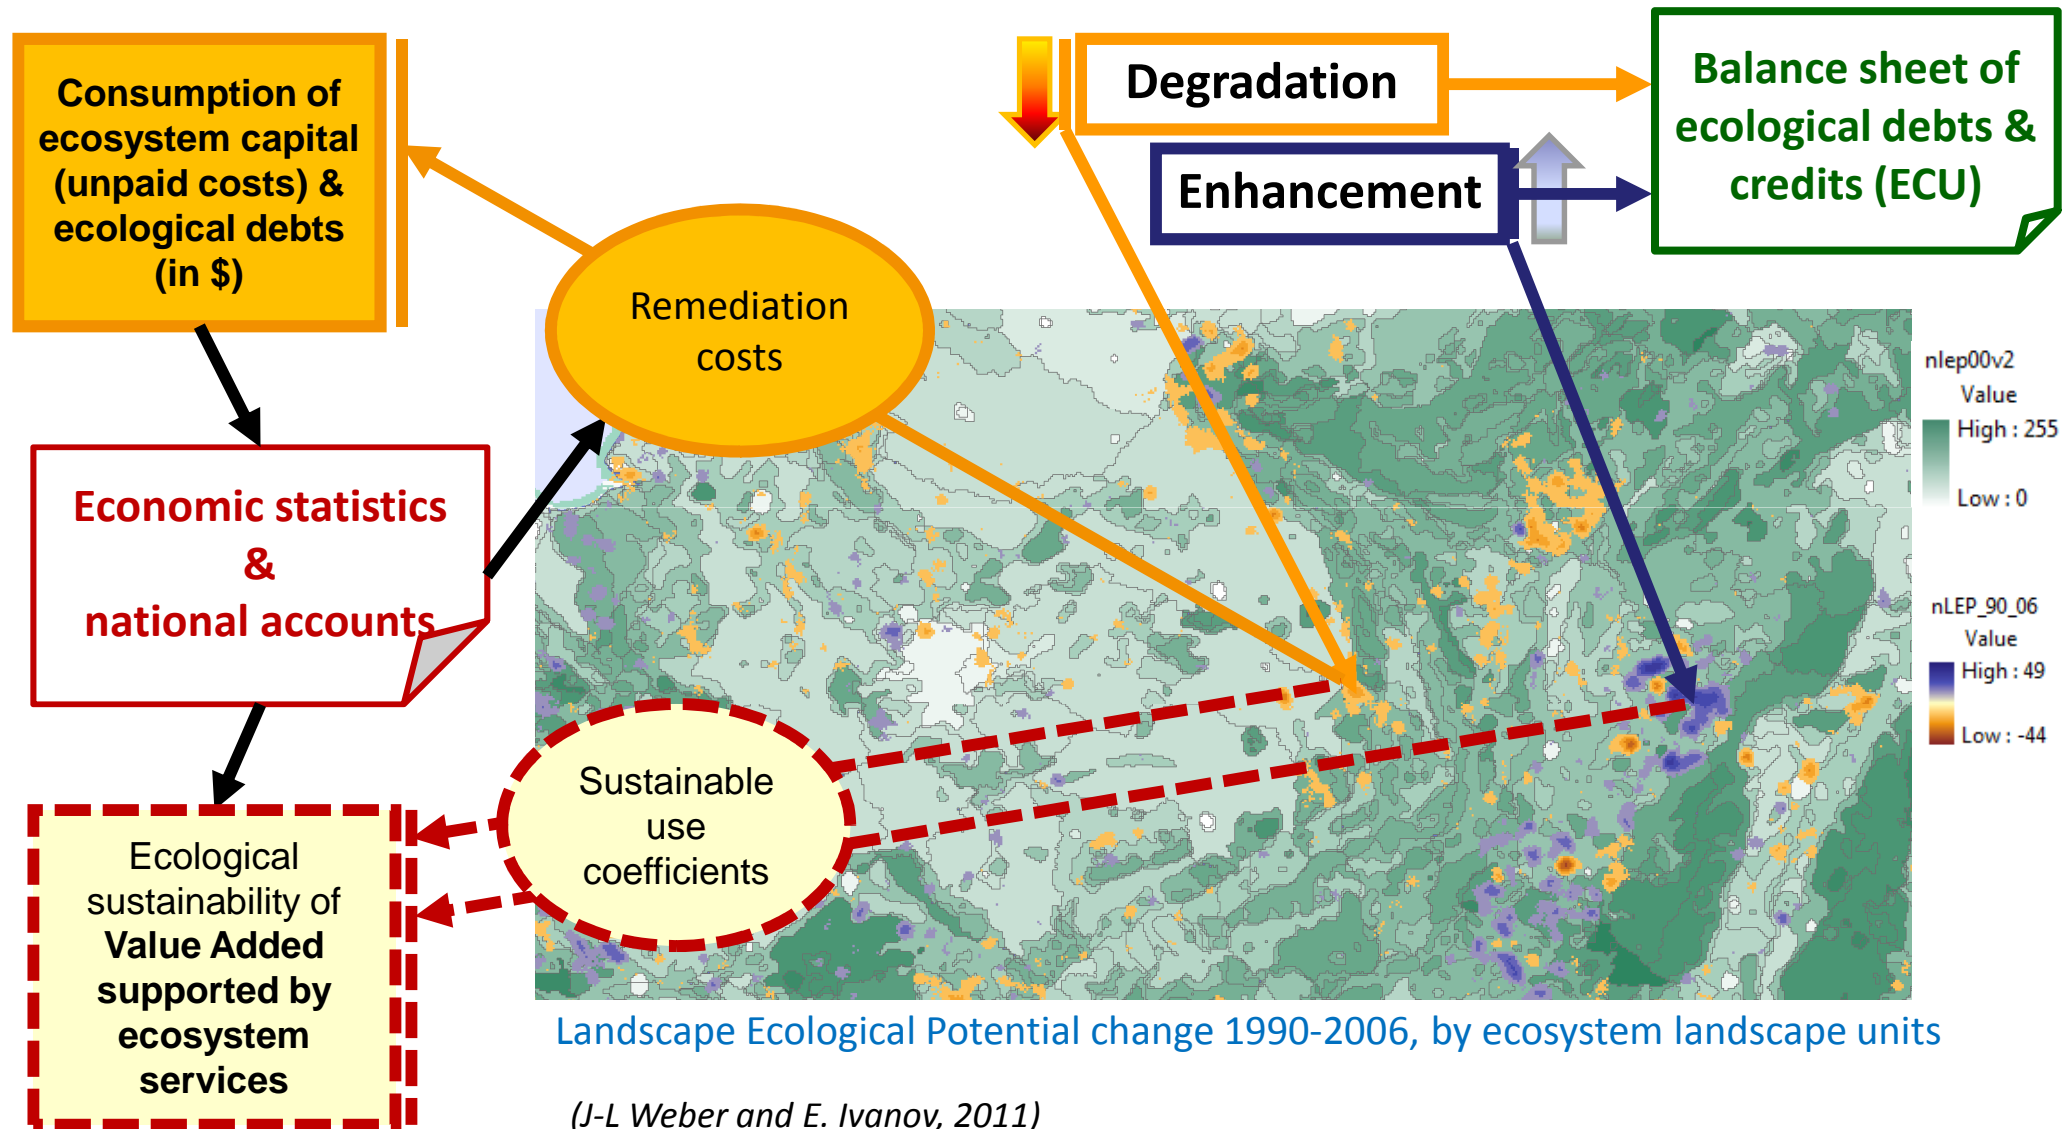 Consumption of
ecosystem capital
(unpaid costs) &
ecological debts
(in $)
Degradation
Enhancement
Balance sheet of
ecological debts &
credits (ECU)
Remediation
costs
nlep00v2
Value
High : 255
Low : 0
Economic statistics
&
national accounts
nLEP_90_06
Value
High : 49
Low : -44
Sustainable
use
coefficients
Ecological
sustainability of
Value Added
supported by
ecosystem
services
Landscape Ecological Potential change 1990-2006, by ecosystem landscape units
(J-L Weber and E. Ivanov, 2011)